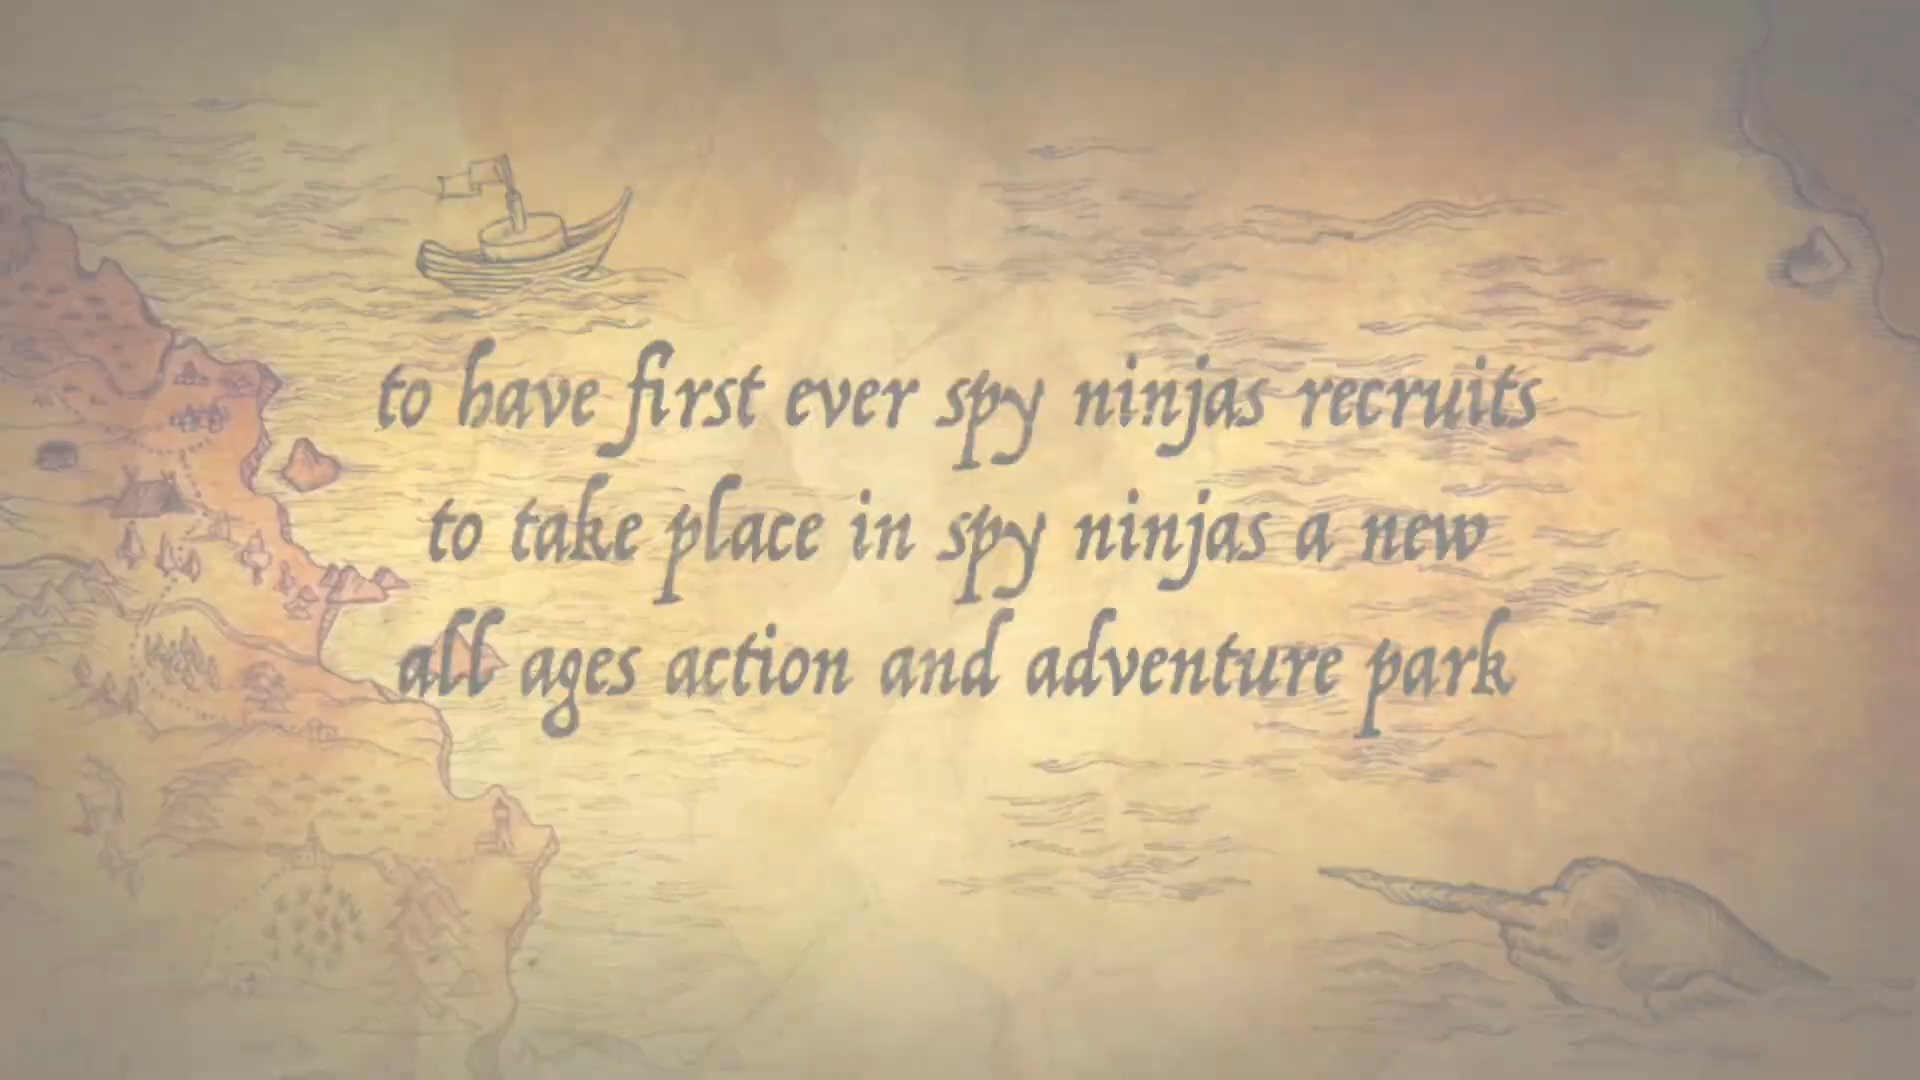 to have first ever spy ninjas recruits
to take place in spy ninjas a new
all ages action and adventure park